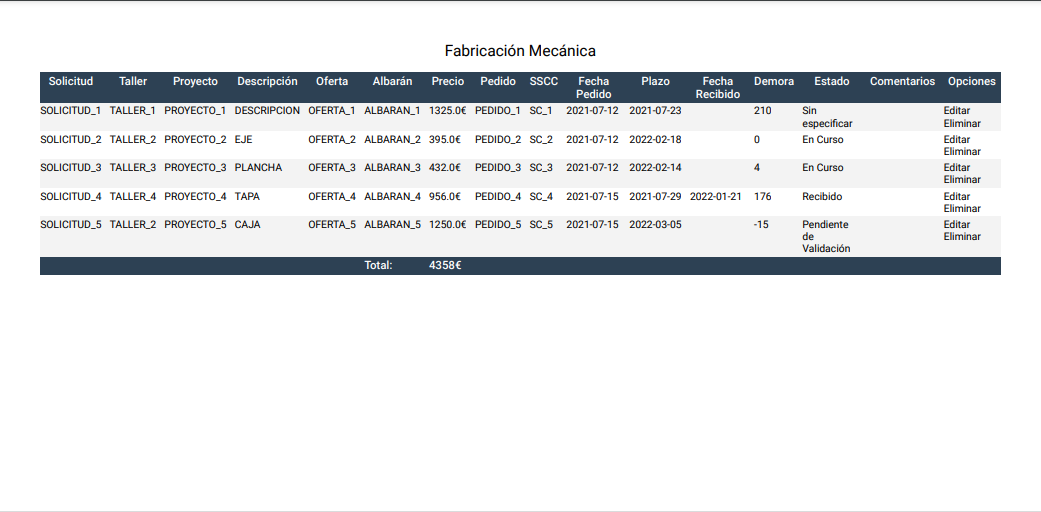 Fabricación Mecánica
Solicitud Taller Proyecto Descripción Oferta Albarán Precio Pedido SSCC Fecha Pedido Plazo Fecha Recibido Demora Estado Comentarios Opciones
SOLICITUD_1 TALLER_1 PROYECTO_1 DESCRIPCION OFERTA_1 ALBARAN_1 1325.0€ PEDIDO_1 SC_1 2021-07-12 2021-07-23 210 Sin especificar Editar Eliminar
SOLICITUD_2 TALLER_2 PROYECTO_2 EJE OFERTA_2 ALBARAN_2 395.0€ PEDIDO_2 SC_2 2021-07-12 2022-02-18 0 En Curso Editar Eliminar
SOLICITUD_3 TALLER_3 PROYECTO_3 PLANCHA OFERTA_3 ALBARAN_3 432.0€ PEDIDO_3 SC_3 2021-07-12 2022-02-14 4 En Curso Editar Eliminar
SOLICITUD_4 TALLER_4 PROYECTO_4 TAPA OFERTA_4 ALBARAN_4 956.0€ PEDIDO_4 SC_4 2021-07-15 2021-07-29 2022-01-21 176 Recibido Editar Eliminar
SOLICITUD_5 TALLER_2 PROYECTO_5 CAJA OFERTA_5 ALBARAN_5 1250.0€ PEDIDO_5 SC_5 2021-07-15 2022-03-05 -15 Pendiente de Validación Editar Eliminar
Total: 4358€